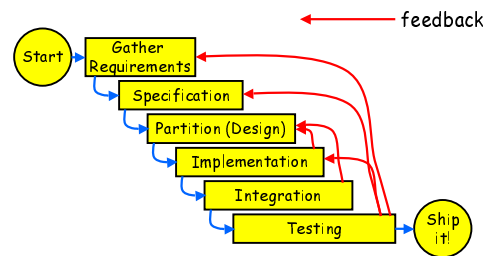 feedback
Start
Gather
Requirements
Specification
Partition (Design)
Implementation
Integration
Testing
Ship
it!